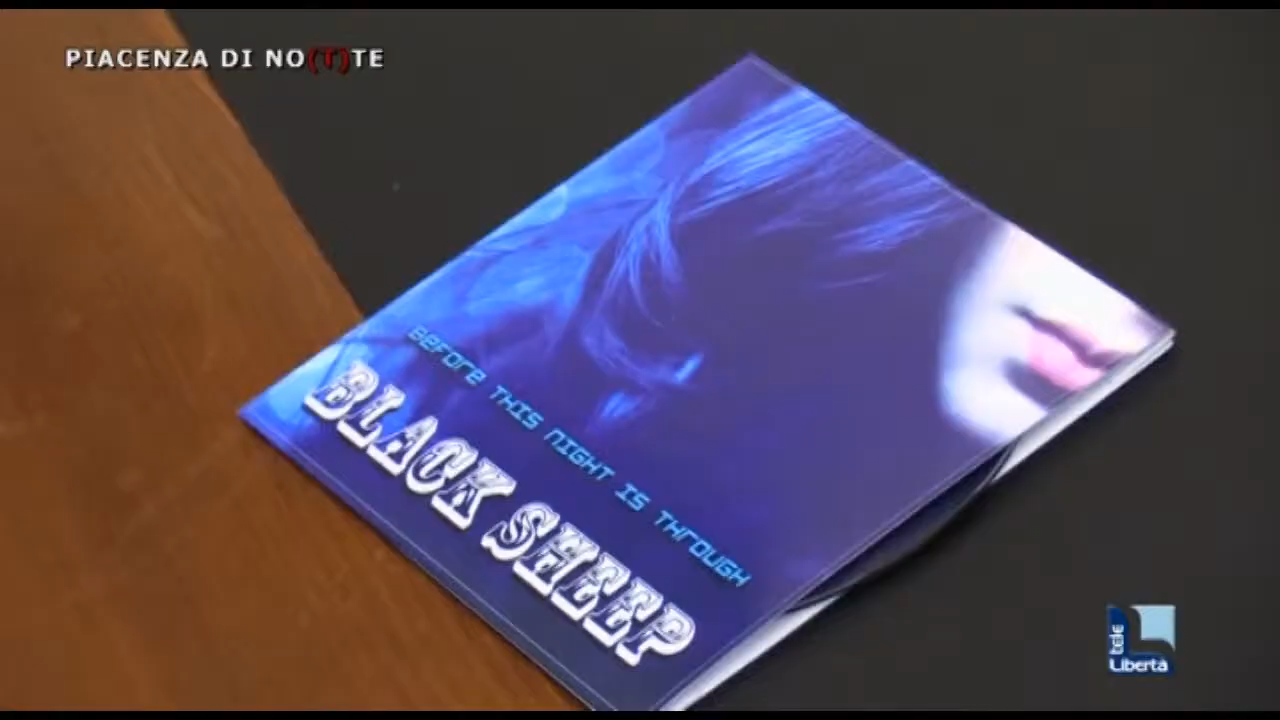 PIACENZA DI NO(T)TE
BEFORE THIS NIGHT IS THROUGH
BLACK SHEEP
tele
Libertà